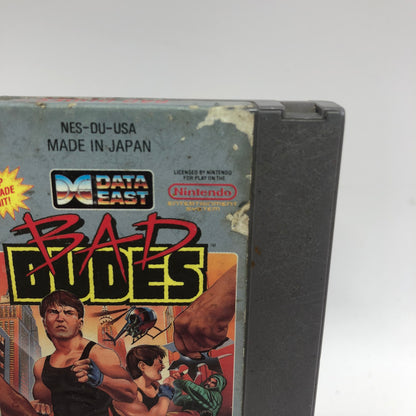 NES-DU-USA
MADE IN JAPAN
DATA
EAST
LICENSED BY NINTENDO
FOR PLAY ON THE
Nintendo
ENTERTAINMENT
SYSTEM
BAD
DUDES
TM